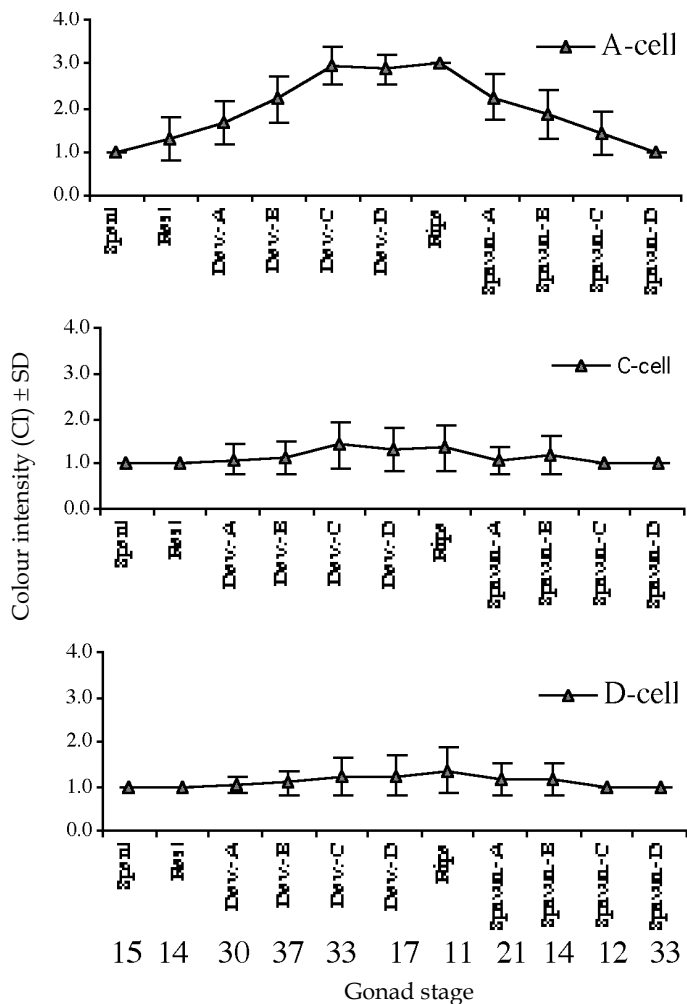 4.0
3.0
2.0
1.0
0.0
A-cell
Spent
Rest
Dev.-A
Dev.-E
Dev.-C
Dev.-D
Ripe
Spawn.-A
Spawn.-E
Spawn.-C
Spawn.-D
Colour intensity (CI) ± SD
4.0
3.0
2.0
1.0
0.0
C-cell
Spent
Rest
Dev.-A
Dev.-E
Dev.-C
Dev.-D
Ripe
Spawn.-A
Spawn.-E
Spawn.-C
Spawn.-D
4.0
3.0
2.0
1.0
0.0
D-cell
Spent
Rest
Dev.-A
Dev.-E
Dev.-C
Dev.-D
Ripe
Spawn.-A
Spawn.-E
Spawn.-C
Spawn.-D
15 14 30 37 33 17 11 21 14 12 33
Gonad stage